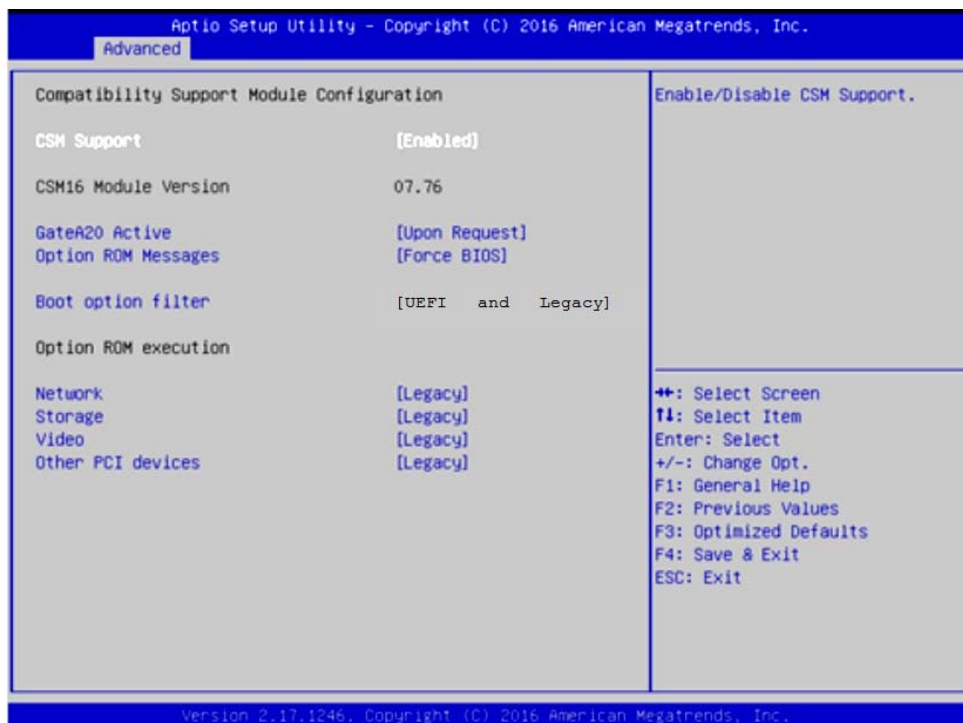 Aptio Setup Utility - Copyright (C) 2016 American Megatrends, Inc.
Advanced
Compatibility Support Module Configuration
CSM Support [Enabled]
CSM16 Module Version 07.76
GateA20 Active [Upon Request]
Option ROM Messages [Force BIOS]
Boot option filter [UEFI and Legacy]
Option ROM execution
Network [Legacy]
Storage [Legacy]
Video [Legacy]
Other PCI devices [Legacy]
Enable/Disable CSM Support.
→←: Select Screen
↑↓: Select Item
Enter: Select
+/-: Change Opt.
F1: General Help
F2: Previous Values
F3: Optimized Defaults
F4: Save & Exit
ESC: Exit
Version 2.17.1246. Copyright (C) 2016 American Megatrends, Inc.